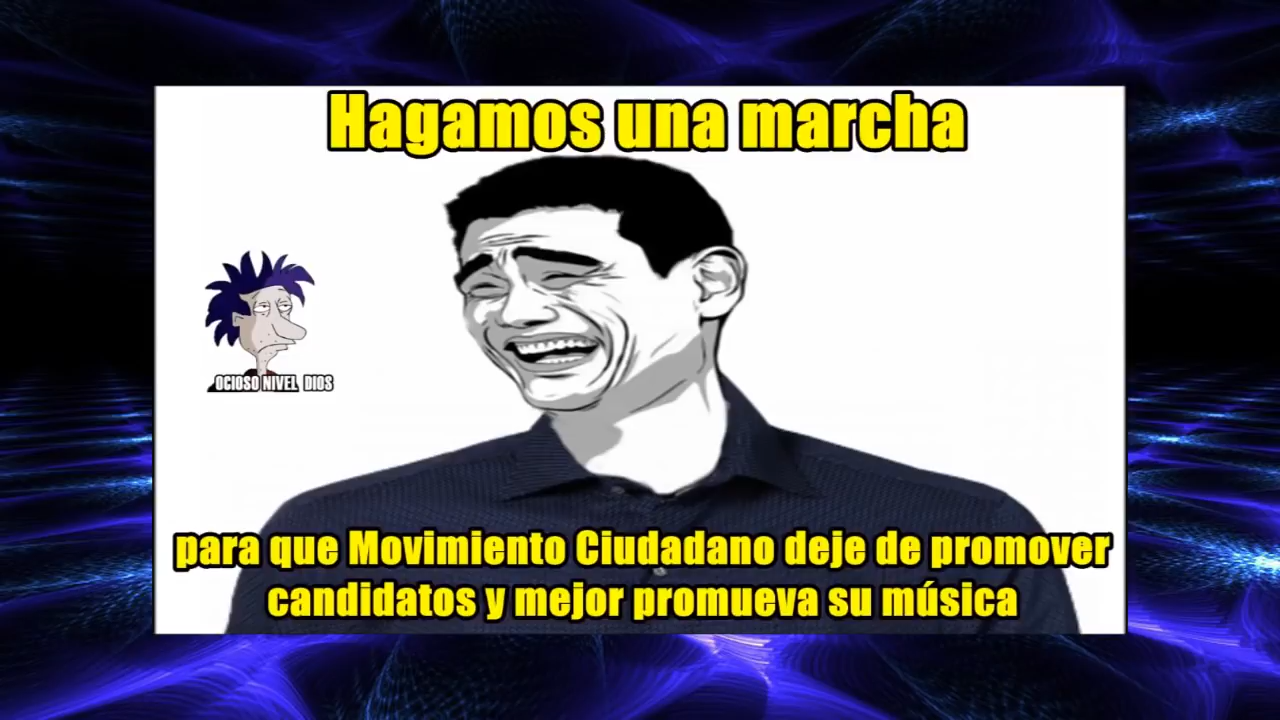 Hagamos una marcha
OCIOSO NIVEL DIOS
para que Movimiento Ciudadano deje de promover
candidatos y mejor promueva su música